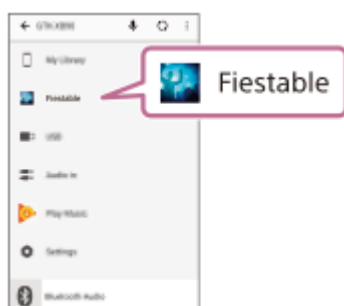 GTK-XB90
My Library
Fiestable
Fiestable
USB
Audio in
Play Music
Settings
Bluetooth Audio